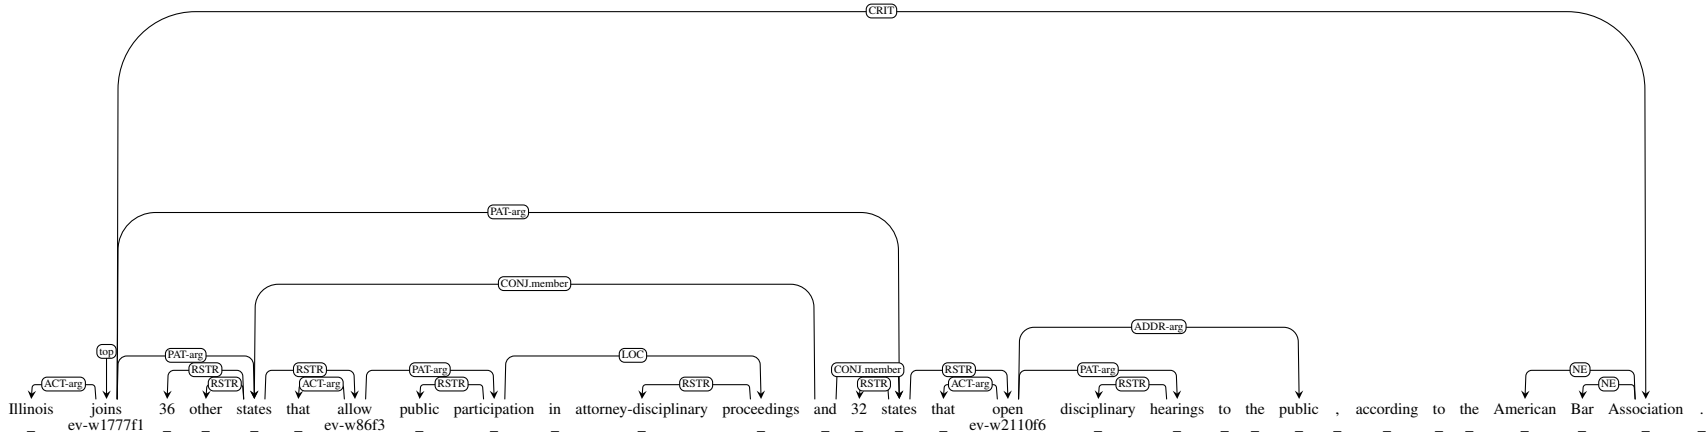 CRIT
PAT-arg
CONJ.member
ADDR-arg
top
PAT-arg LOC
RSTR RSTR PAT-arg CONJ.member RSTR PAT-arg NE
ACT-arg RSTR ACT-arg RSTR RSTR RSTR ACT-arg RSTR NE
Illinois joins 36 other states that allow public participation in attorney-disciplinary proceedings and 32 states that open disciplinary hearings to the public , according to the American Bar Association .
_ ev-w1777f1 _ _ _ _ ev-w86f3 _ _ _ _ _ _ _ _ _ ev-w2110f6 _ _ _ _ _ _ _ _ _ _ _ _ _